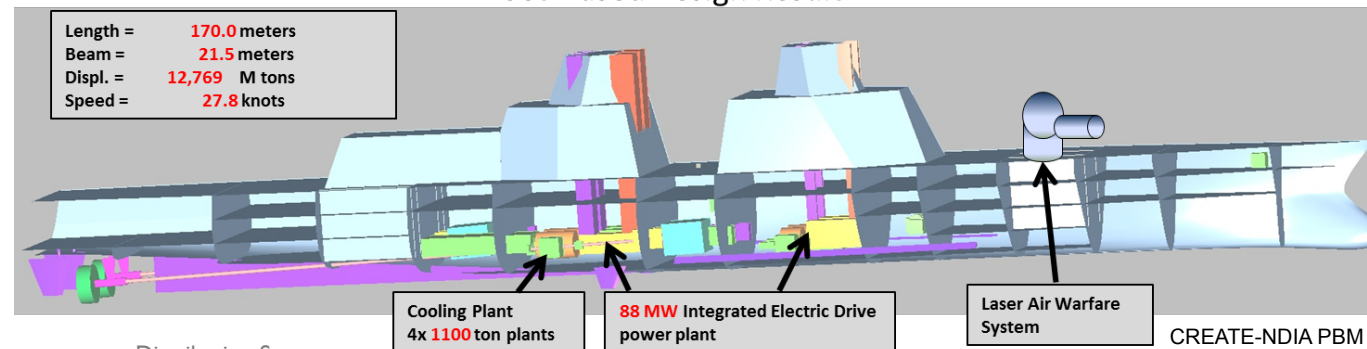 Length = 170.0 meters
Beam = 21.5 meters
Displ. = 12,769 M tons
Speed = 27.8 knots
Cooling Plant
4x 1100 ton plants
88 MW Integrated Electric Drive
power plant
Laser Air Warfare
System
CREATE-NDIA PBM